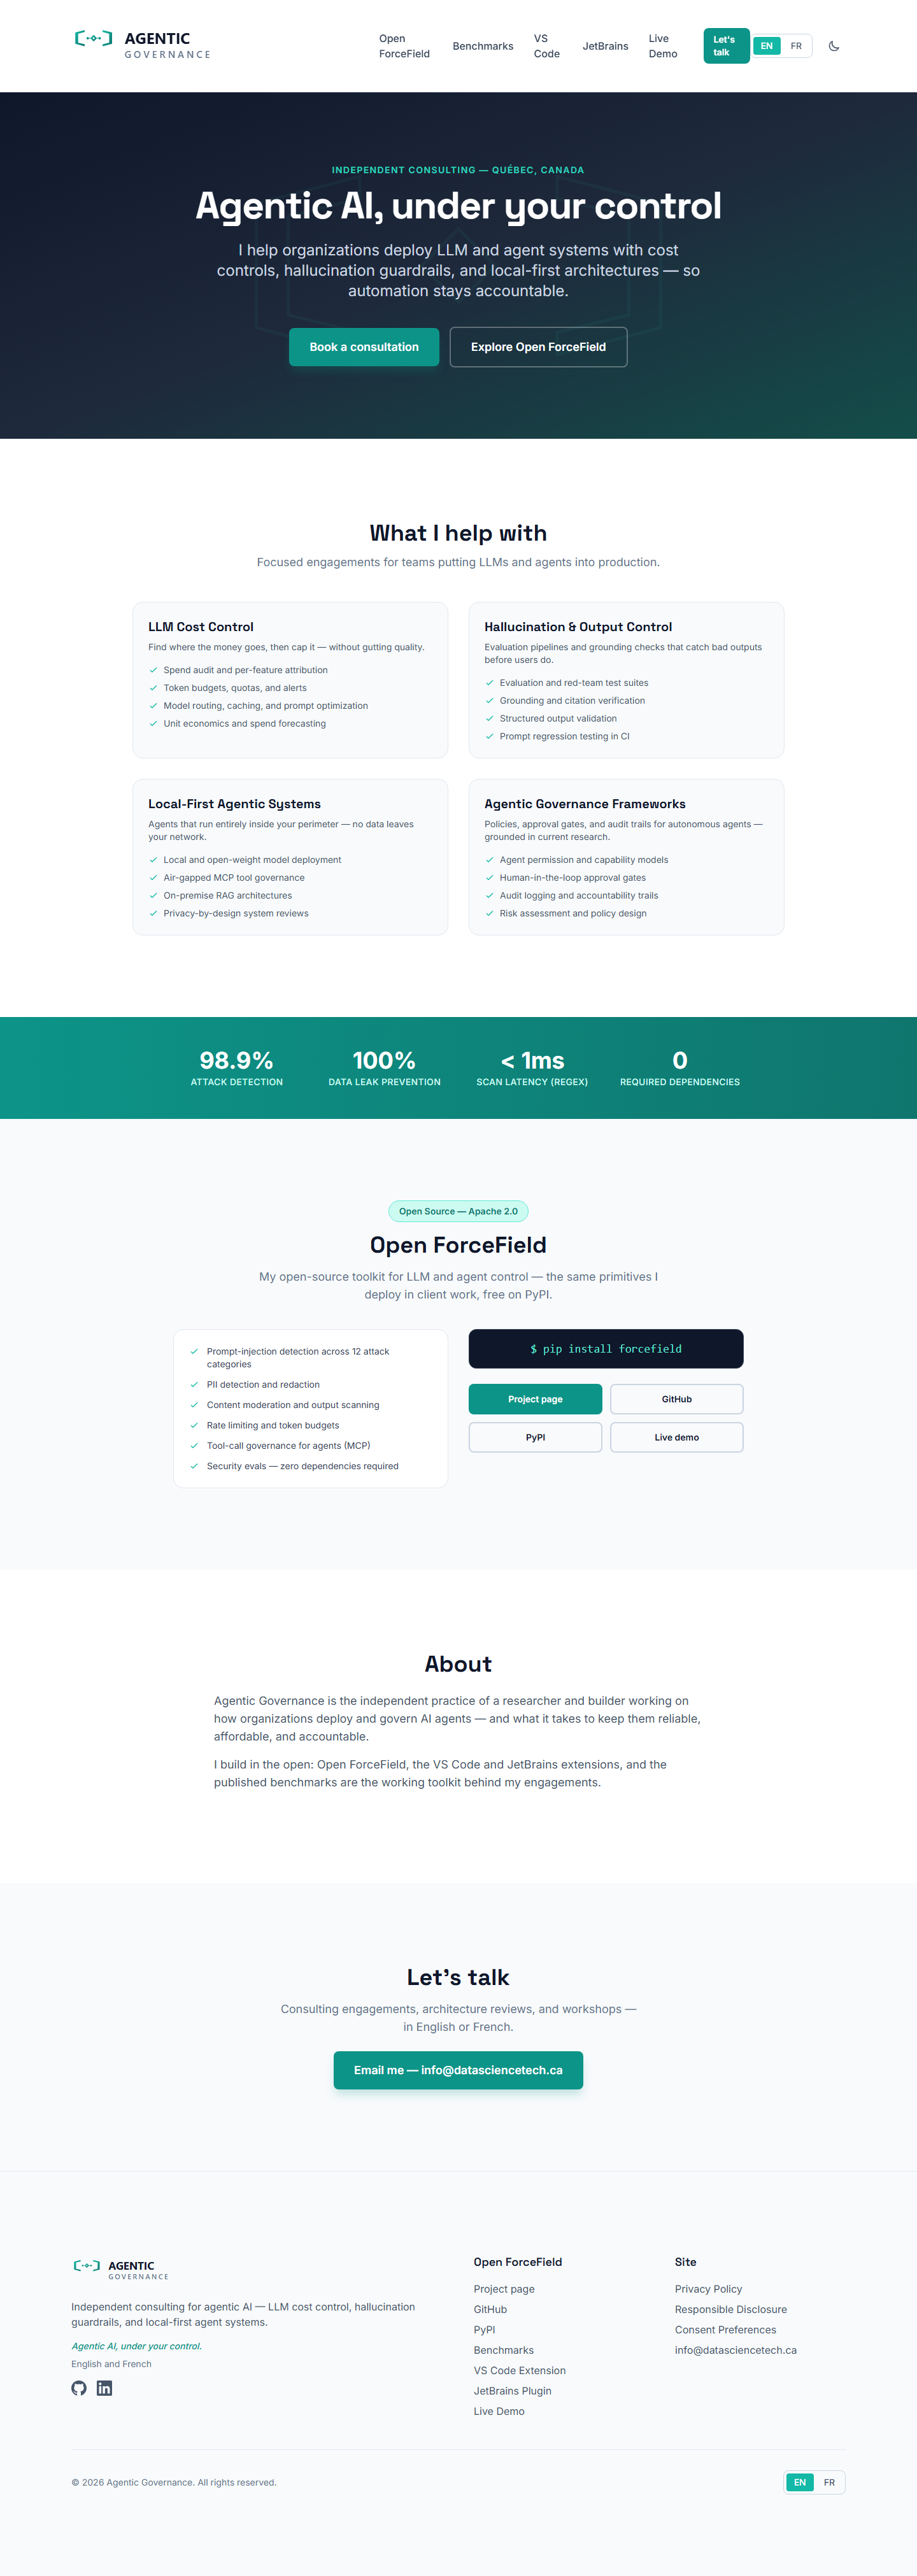 AGENTIC
GOVERNANCE
Open
ForceField
Benchmarks
VS
Code
JetBrains
Live
Demo
Let's
talk
EN
FR
INDEPENDENT CONSULTING — QUÉBEC, CANADA
Agentic AI, under your control
I help organizations deploy LLM and agent systems with cost
controls, hallucination guardrails, and local-first architectures — so
automation stays accountable.
Book a consultation
Explore Open ForceField
What I help with
Focused engagements for teams putting LLMs and agents into production.
LLM Cost Control
Find where the money goes, then cap it — without gutting quality.
Spend audit and per-feature attribution
Token budgets, quotas, and alerts
Model routing, caching, and prompt optimization
Unit economics and spend forecasting
Hallucination & Output Control
Evaluation pipelines and grounding checks that catch bad outputs
before users do.
Evaluation and red-team test suites
Grounding and citation verification
Structured output validation
Prompt regression testing in CI
Local-First Agentic Systems
Agents that run entirely inside your perimeter — no data leaves
your network.
Local and open-weight model deployment
Air-gapped MCP tool governance
On-premise RAG architectures
Privacy-by-design system reviews
Agentic Governance Frameworks
Policies, approval gates, and audit trails for autonomous agents —
grounded in current research.
Agent permission and capability models
Human-in-the-loop approval gates
Audit logging and accountability trails
Risk assessment and policy design
98.9%
ATTACK DETECTION
100%
DATA LEAK PREVENTION
< 1ms
SCAN LATENCY (REGEX)
0
REQUIRED DEPENDENCIES
Open Source — Apache 2.0
Open ForceField
My open-source toolkit for LLM and agent control — the same primitives I
deploy in client work, free on PyPI.
Prompt-injection detection across 12 attack
categories
PII detection and redaction
Content moderation and output scanning
Rate limiting and token budgets
Tool-call governance for agents (MCP)
Security evals — zero dependencies required
$ pip install forcefield
Project page
GitHub
PyPI
Live demo
About
Agentic Governance is the independent practice of a researcher and builder working on
how organizations deploy and govern AI agents — and what it takes to keep them reliable,
affordable, and accountable.
I build in the open: Open ForceField, the VS Code and JetBrains extensions, and the
published benchmarks are the working toolkit behind my engagements.
Let's talk
Consulting engagements, architecture reviews, and workshops —
in English or French.
Email me — info@datasciencetech.ca
AGENTIC
GOVERNANCE
Independent consulting for agentic AI — LLM cost control, hallucination
guardrails, and local-first agent systems.
Agentic AI, under your control.
English and French
Open ForceField
Project page
GitHub
PyPI
Benchmarks
VS Code Extension
JetBrains Plugin
Live Demo
Site
Privacy Policy
Responsible Disclosure
Consent Preferences
info@datasciencetech.ca
© 2026 Agentic Governance. All rights reserved.
EN
FR